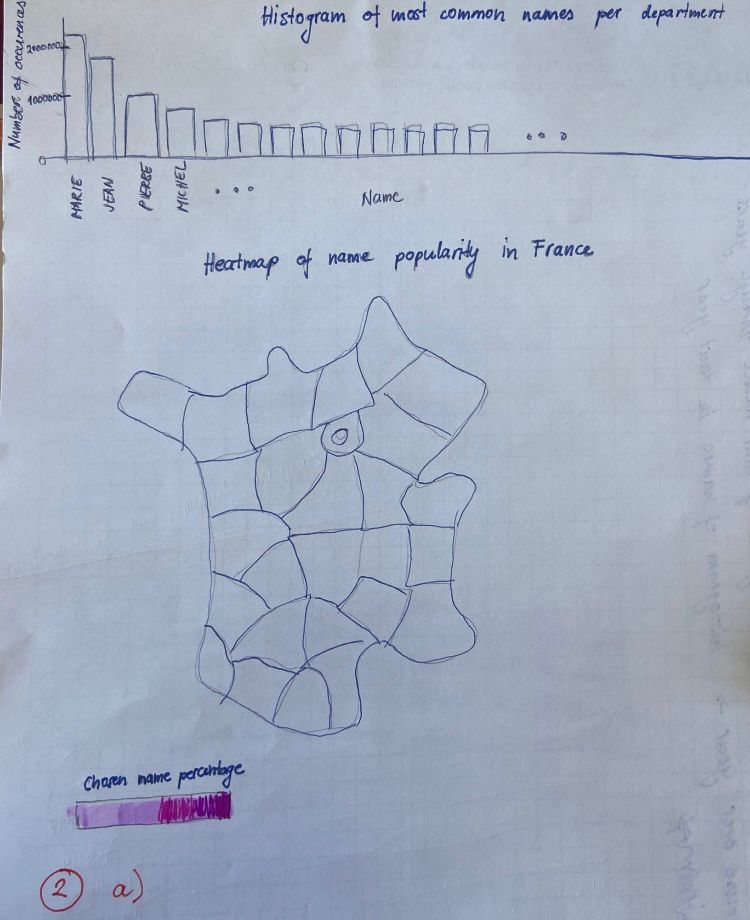 Histogram of most common names per department
Number of occurences
2000000
1000000
0
MARIE
JEAN
PIERRE
MICHEL
...
...
Name
Heatmap of name popularity in France
Chosen name percentage
2 a)